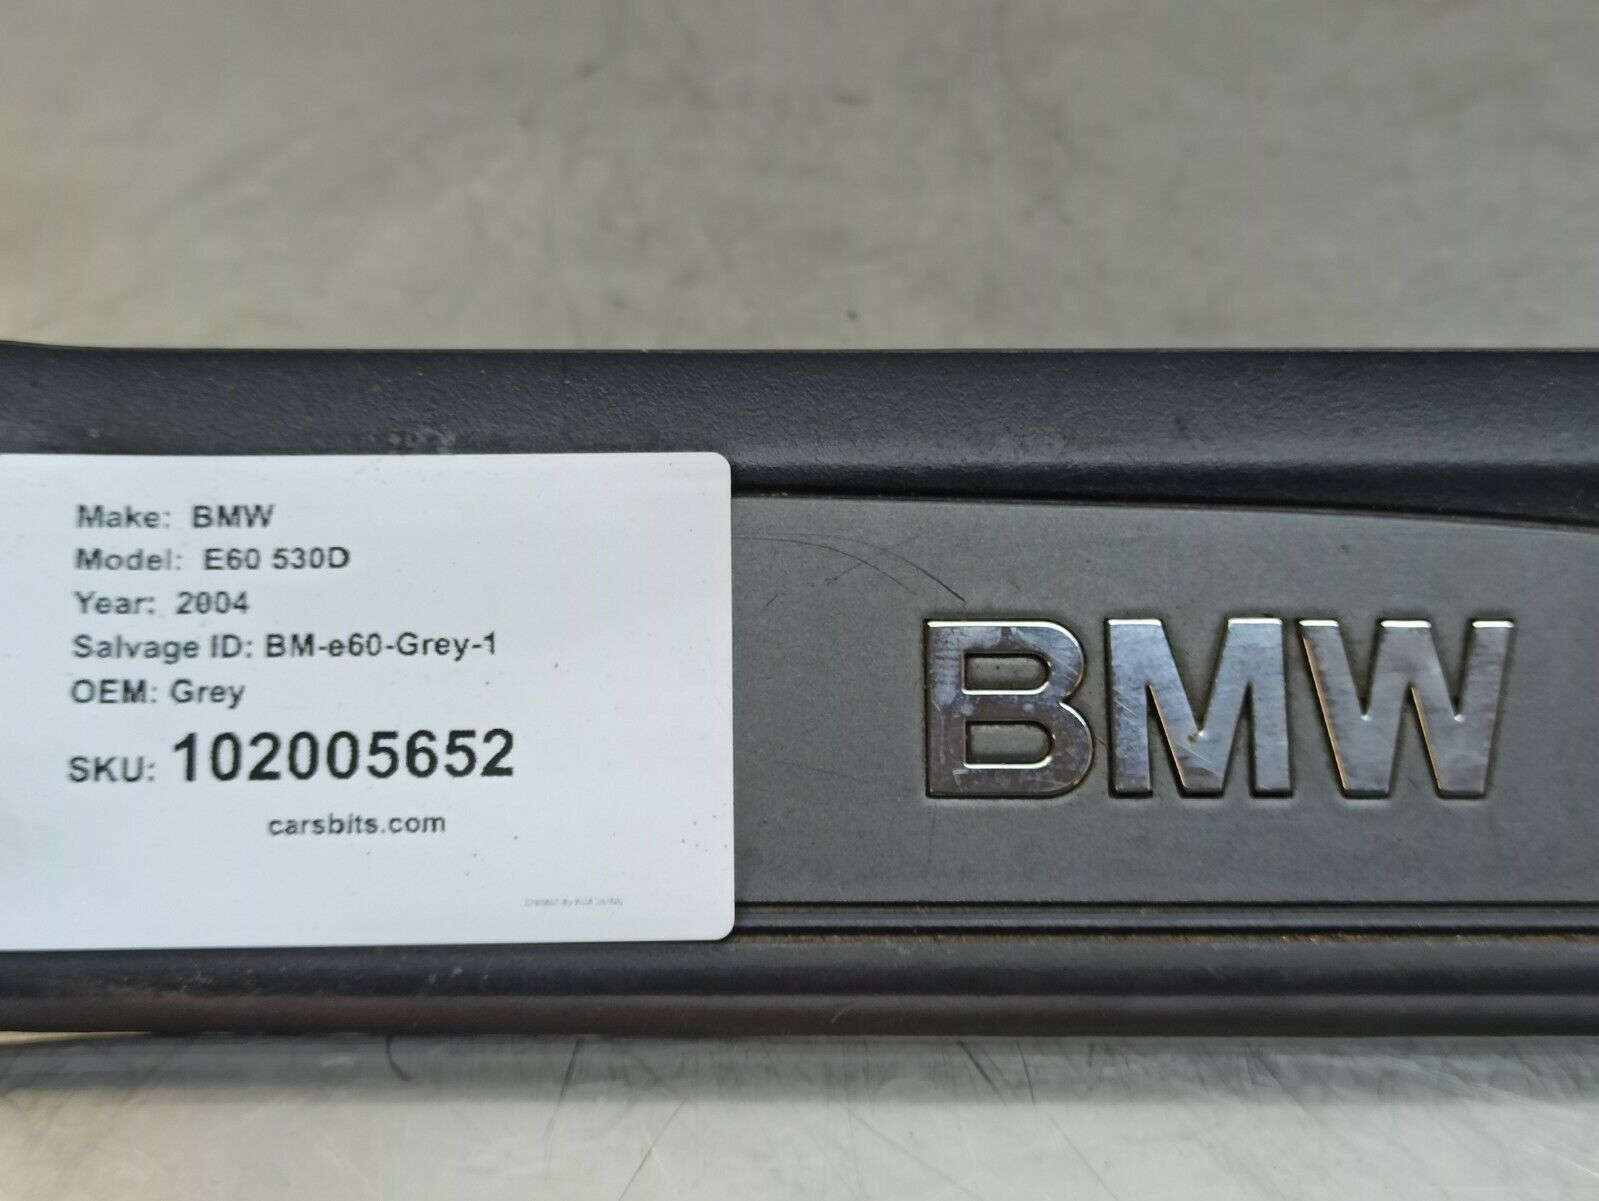 Make: BMW
Model: E60 530D
Year: 2004
Salvage ID: BM-e60-Grey-1
OEM: Grey
SKU: 102005652
carsbits.com
BMW